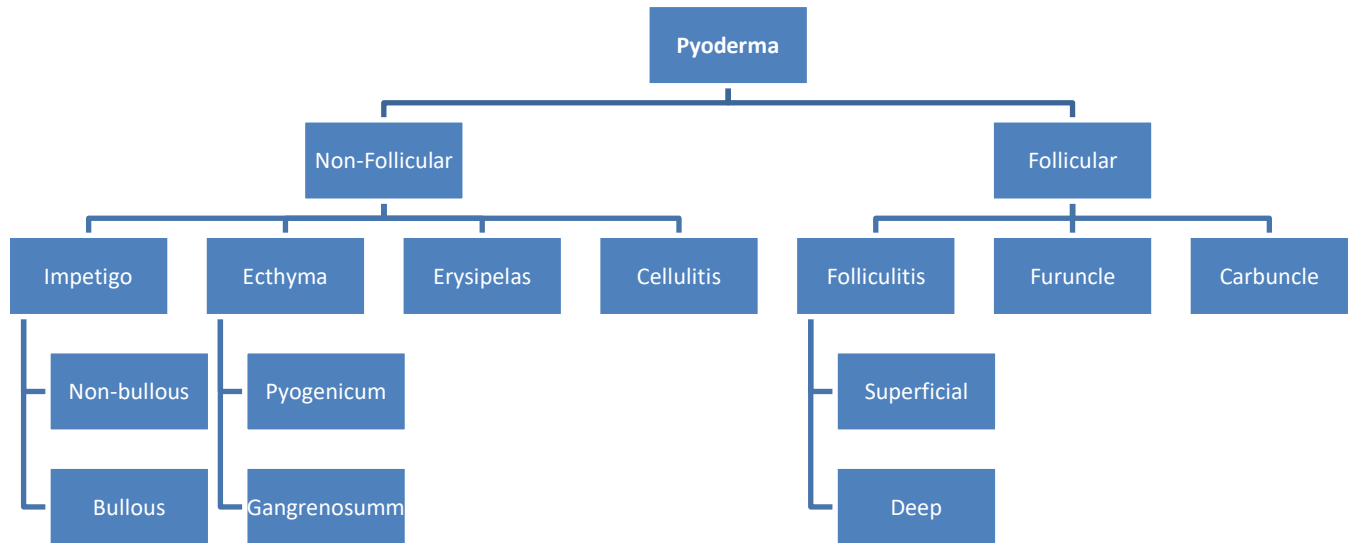 Pyoderma
Non-Follicular
Follicular
Impetigo
Ecthyma
Erysipelas
Cellulitis
Folliculitis
Furuncle
Carbuncle
Non-bullous
Pyogenicum
Superficial
Bullous
Gangrenosumm
Deep